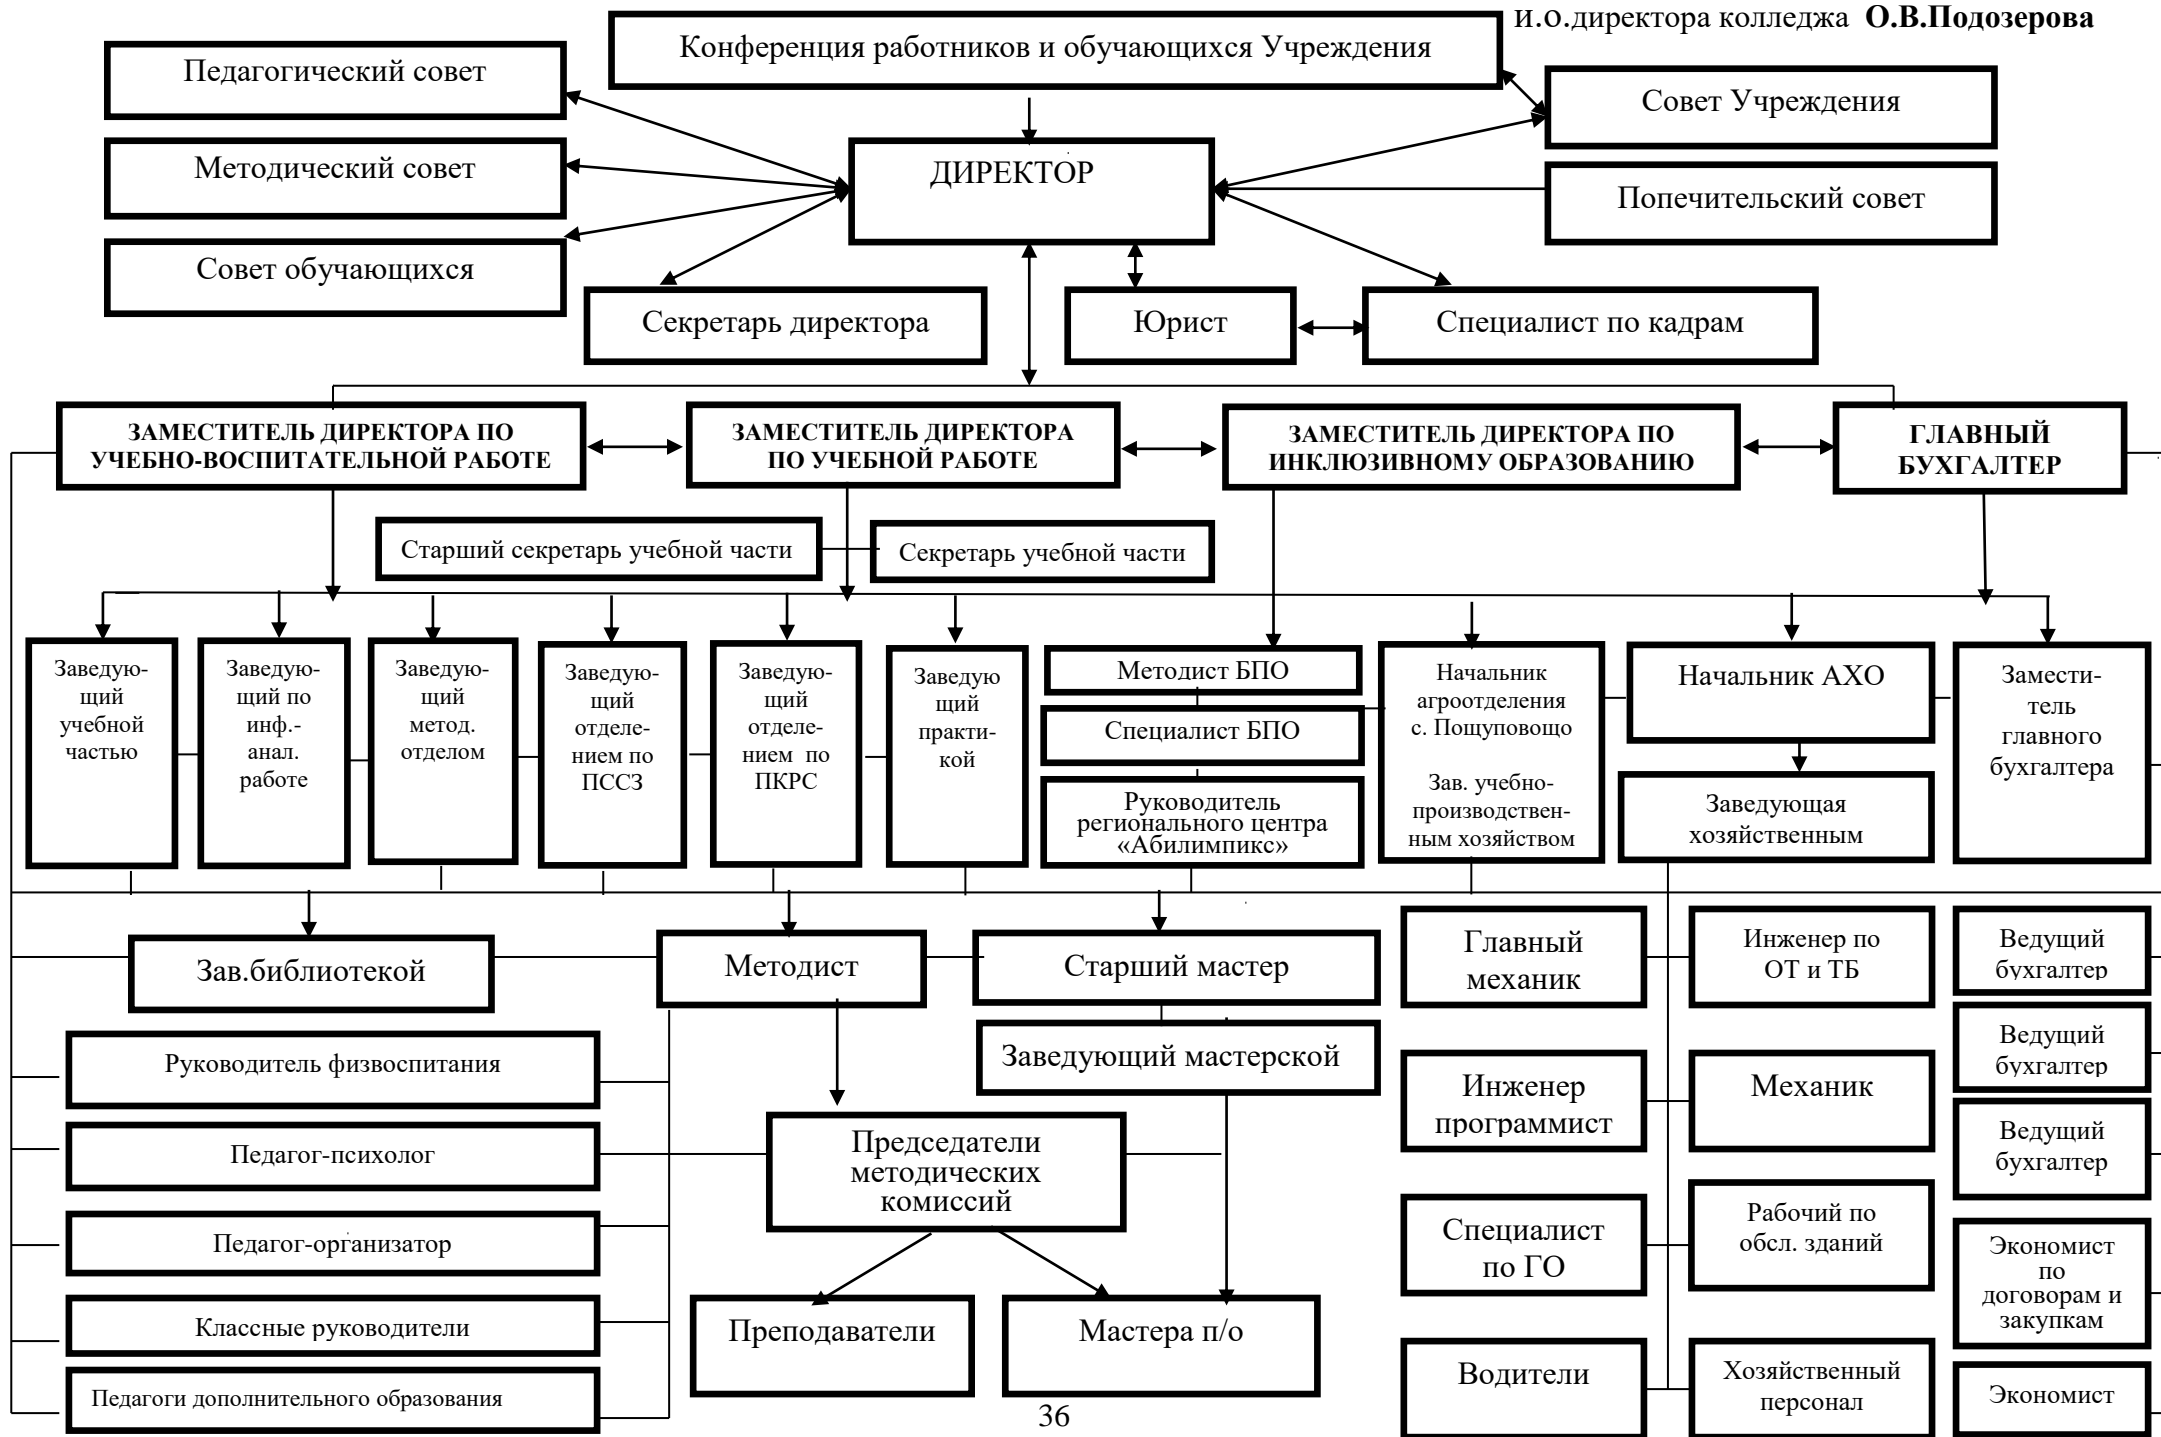 и.о.директора колледжа О.В.Подозерова
Конференция работников и обучающихся Учреждения
Педагогический совет
Совет Учреждения
Методический совет
ДИРЕКТОР
Попечительский совет
Совет обучающихся
Секретарь директора
Юрист
Специалист по кадрам
ЗАМЕСТИТЕЛЬ ДИРЕКТОРА ПО
УЧЕБНО-ВОСПИТАТЕЛЬНОЙ РАБОТЕ
ЗАМЕСТИТЕЛЬ ДИРЕКТОРА
ПО УЧЕБНОЙ РАБОТЕ
ЗАМЕСТИТЕЛЬ ДИРЕКТОРА ПО
ИНКЛЮЗИВНОМУ ОБРАЗОВАНИЮ
ГЛАВНЫЙ
БУХГАЛТЕР
Старший секретарь учебной части
Секретарь учебной части
Заведую-
щий
учебной
частью
Заведую-
щий по
инф.-
анал.
работе
Заведую-
щий
метод.
отделом
Заведую-
щий
отделе-
нием по
ПССЗ
Заведую-
щий
отделе-
нием по
ПКРС
Заведую
щий
практи-
кой
Методист БПО
Специалист БПО
Руководитель
регионального центра
«Абилимпикс»
Начальник
агроотделения
с. Пощуповощо
Зав. учебно-
производствен-
ным хозяйством
Начальник АХО
Заведующая
хозяйственным
Замести-
тель
главного
бухгалтера
Зав.библиотекой
Методист
Старший мастер
Главный
механик
Инженер по
ОТ и ТБ
Ведущий
бухгалтер
Руководитель физвоспитания
Заведующий мастерской
Инженер
программист
Механик
Ведущий
бухгалтер
Педагог-психолог
Председатели
методических
комиссий
Ведущий
бухгалтер
Педагог-организатор
Специалист
по ГО
Рабочий по
обсл. зданий
Экономист
по
договорам и
закупкам
Классные руководители
Преподаватели
Мастера п/о
Педагоги дополнительного образования
Водители
Хозяйственный
персонал
Экономист
36